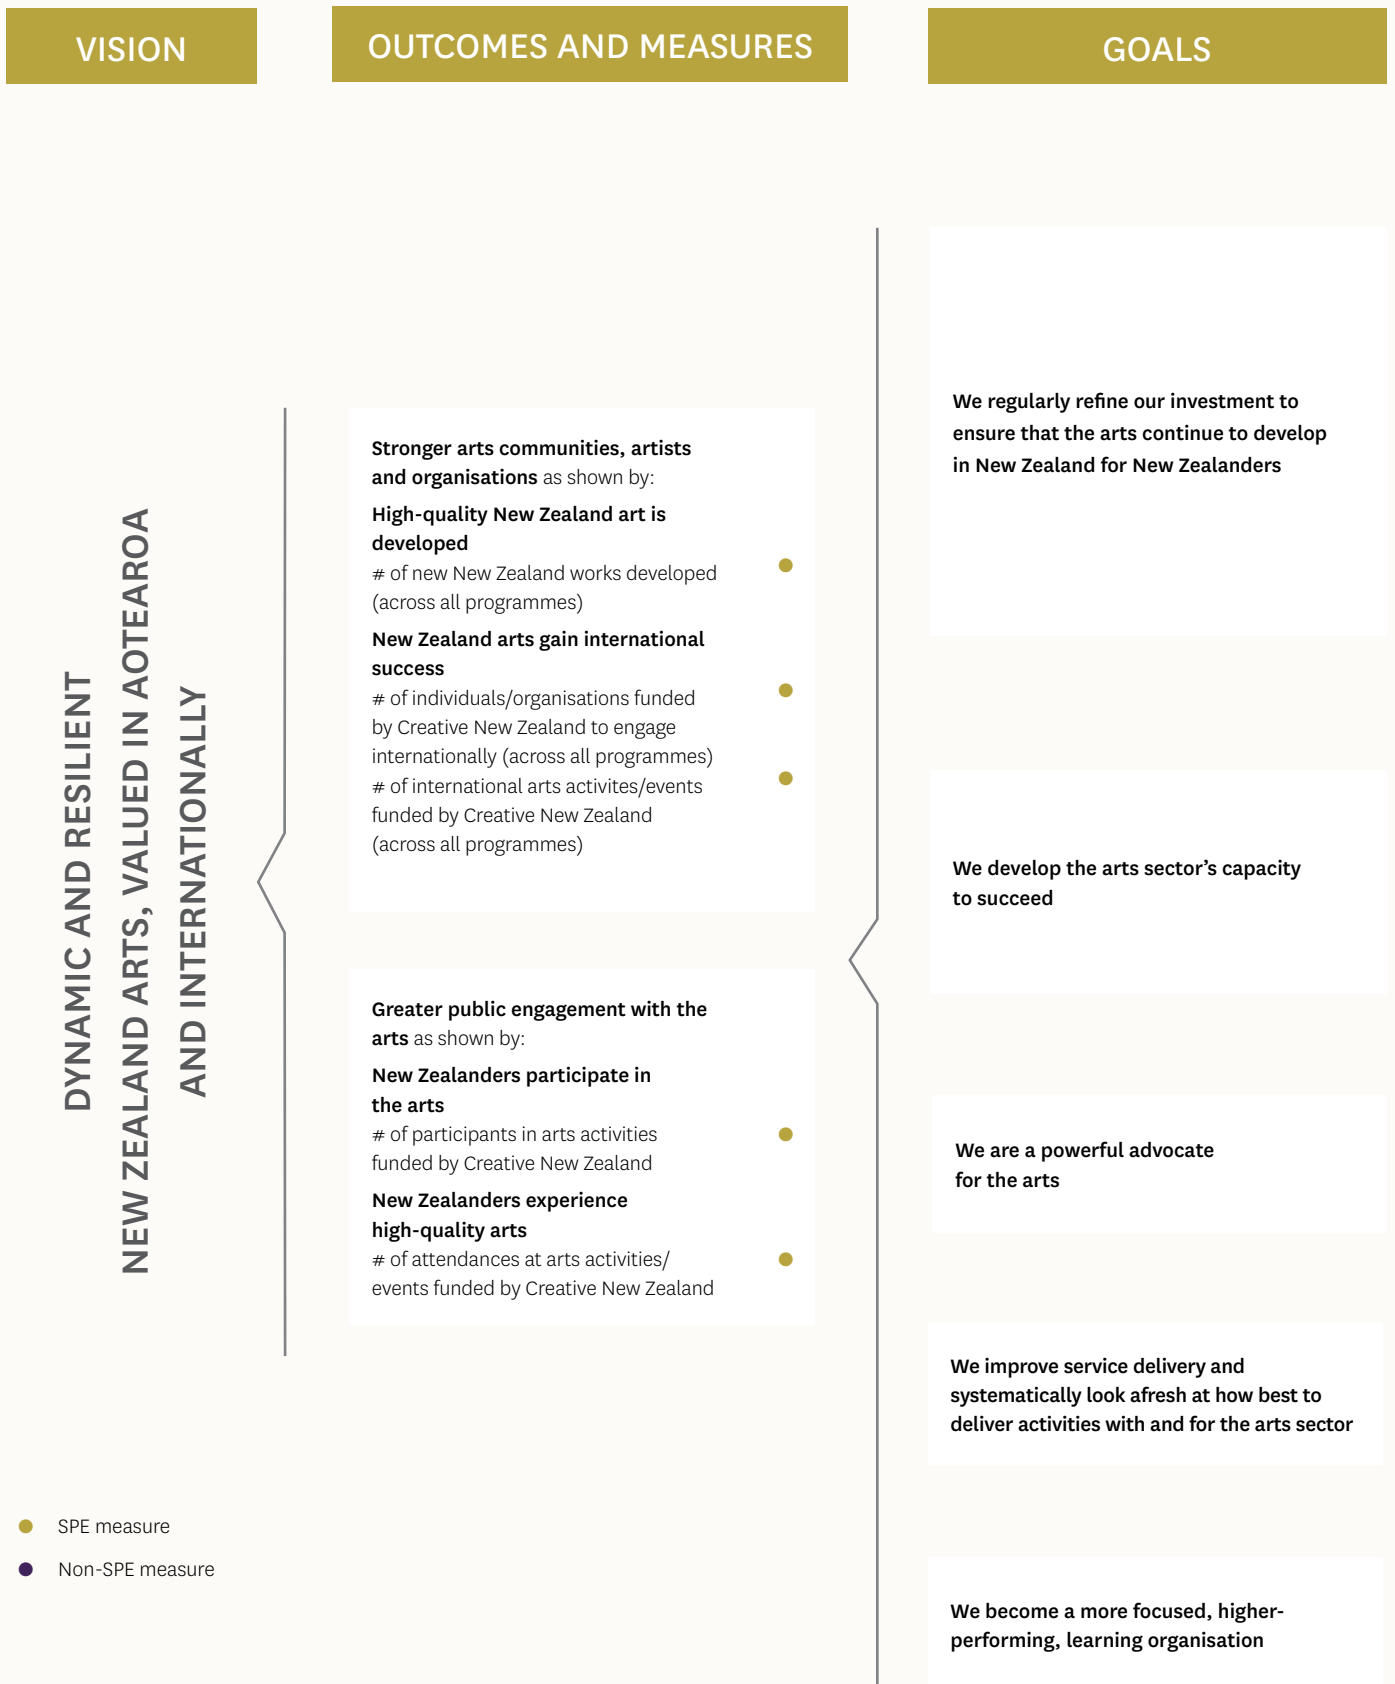 VISION
OUTCOMES AND MEASURES
GOALS
DYNAMIC AND RESILIENT
NEW ZEALAND ARTS, VALUED IN AOTEAROA
AND INTERNATIONALLY
Stronger arts communities, artists
and organisations as shown by:
High-quality New Zealand art is
developed
# of new New Zealand works developed
(across all programmes)
New Zealand arts gain international
success
# of individuals/organisations funded
by Creative New Zealand to engage
internationally (across all programmes)
# of international arts activites/events
funded by Creative New Zealand
(across all programmes)
Greater public engagement with the
arts as shown by:
New Zealanders participate in
the arts
# of participants in arts activities
funded by Creative New Zealand
New Zealanders experience
high-quality arts
# of attendances at arts activities/
events funded by Creative New Zealand
We regularly refine our investment to
ensure that the arts continue to develop
in New Zealand for New Zealanders
We develop the arts sector's capacity
to succeed
We are a powerful advocate
for the arts
We improve service delivery and
systematically look afresh at how best to
deliver activities with and for the arts sector
We become a more focused, higher-
performing, learning organisation
SPE measure
Non-SPE measure